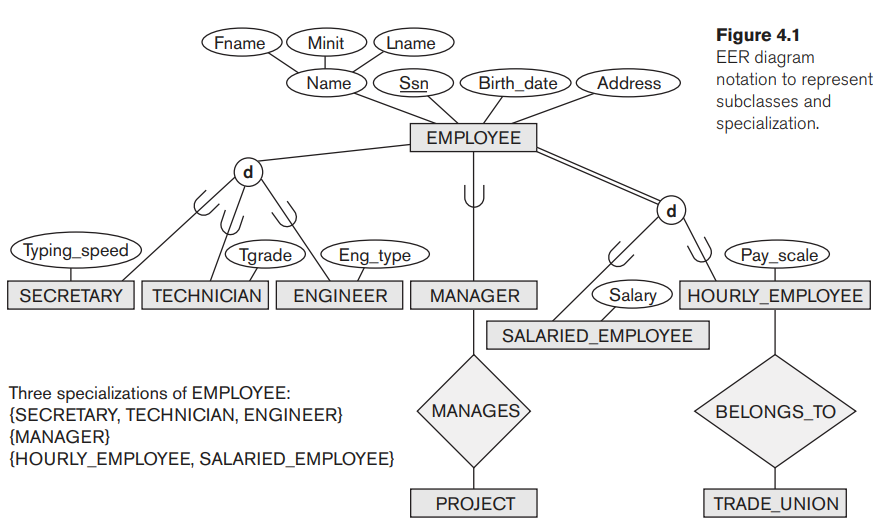 Figure 4.1
EER diagram
notation to represent
subclasses and
specialization.
Fname
Minit
Lname
Name
Ssn
Birth_date
Address
EMPLOYEE
d
d
Typing_speed
Tgrade
Eng_type
Pay_scale
SECRETARY
TECHNICIAN
ENGINEER
MANAGER
Salary
HOURLY_EMPLOYEE
SALARIED_EMPLOYEE
Three specializations of EMPLOYEE:
{SECRETARY, TECHNICIAN, ENGINEER}
{MANAGER}
{HOURLY_EMPLOYEE, SALARIED_EMPLOYEE}
MANAGES
BELONGS_TO
PROJECT
TRADE_UNION